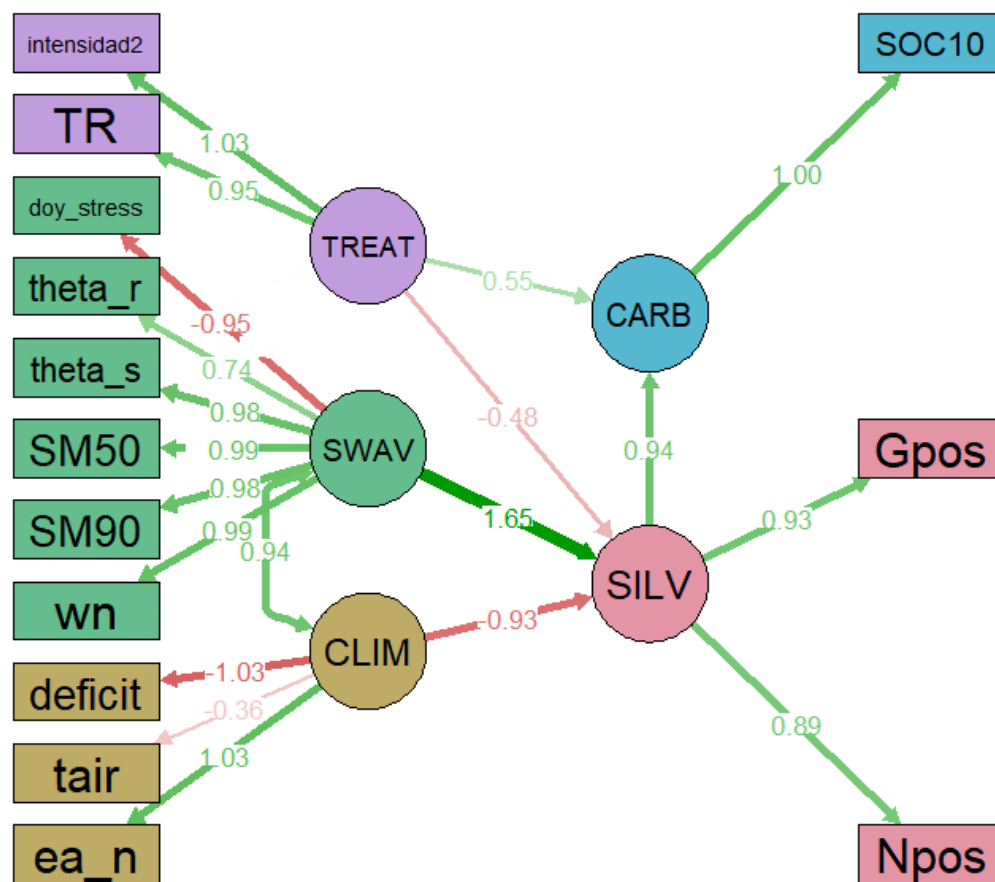 intensidad2
SOC10
TR
1.03
1.00
0.95
doy_stress
TREAT
theta_r
0.55
CARB
-0.95
theta_s
0.74
0.98
-0.48
SM50
0.99
SWAV
0.94
Gpos
SM90
0.98
1.65
0.93
0.99
0.94
wn
SILV
-0.93
CLIM
deficit
-1.03
-0.36
0.89
tair
1.03
ea_n
Npos